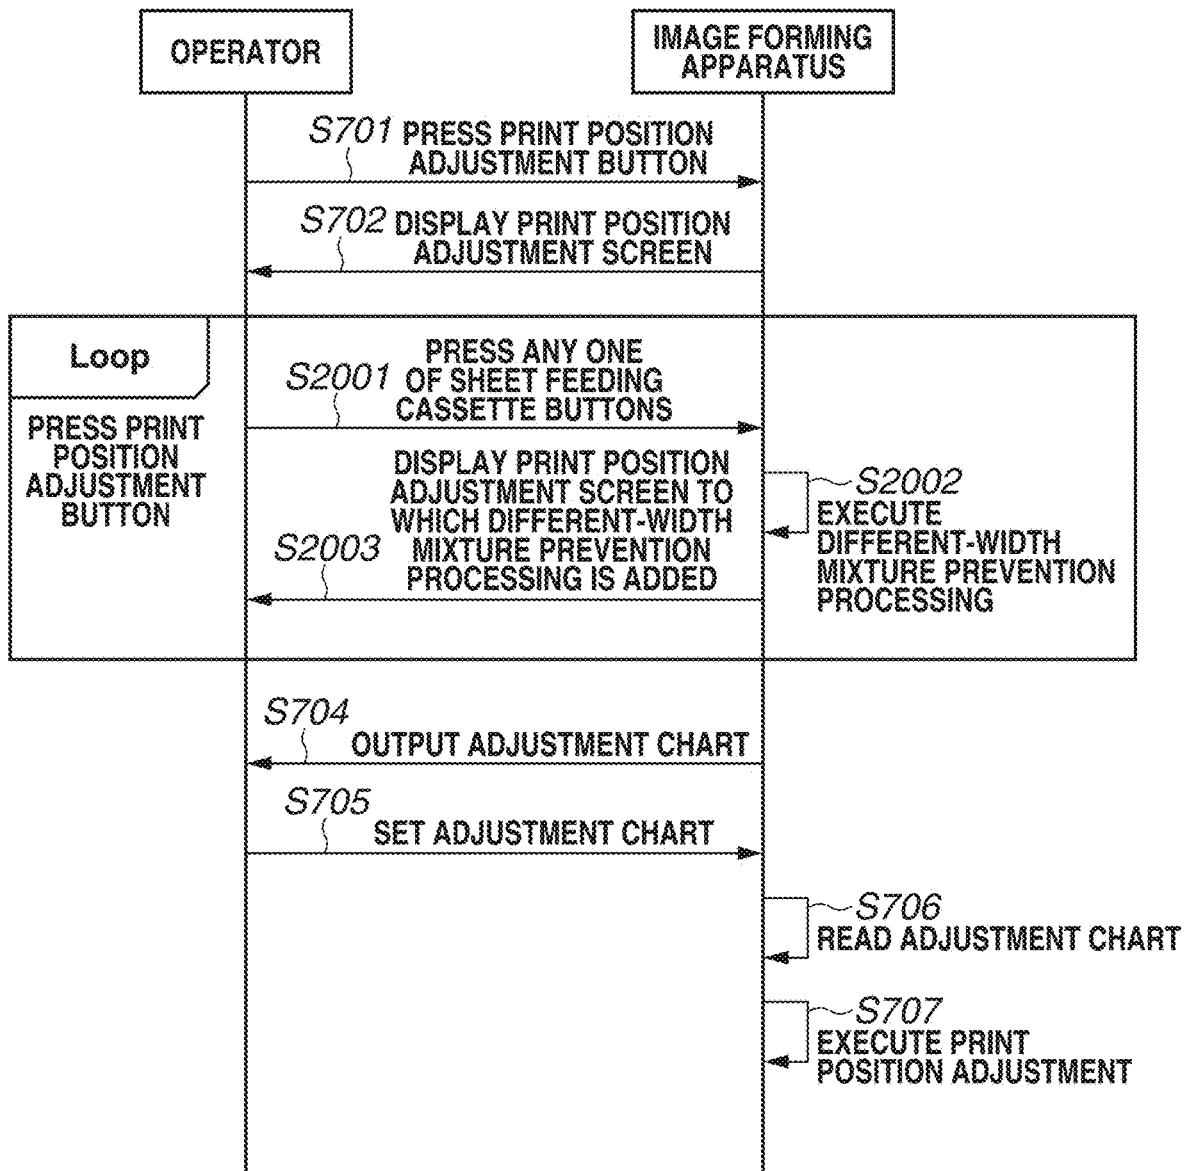 OPERATOR
IMAGE FORMING
APPARATUS
S701
PRESS PRINT POSITION
ADJUSTMENT BUTTON
S702
DISPLAY PRINT POSITION
ADJUSTMENT SCREEN
Loop
PRESS PRINT
POSITION
ADJUSTMENT
BUTTON
S2001
PRESS ANY ONE
OF SHEET FEEDING
CASSETTE BUTTONS
S2002
EXECUTE
DIFFERENT-WIDTH
MIXTURE PREVENTION
PROCESSING
S2003
DISPLAY PRINT POSITION
ADJUSTMENT SCREEN TO
WHICH DIFFERENT-WIDTH
MIXTURE PREVENTION
PROCESSING IS ADDED
S704
OUTPUT ADJUSTMENT CHART
S705
SET ADJUSTMENT CHART
S706
READ ADJUSTMENT CHART
S707
EXECUTE PRINT
POSITION ADJUSTMENT